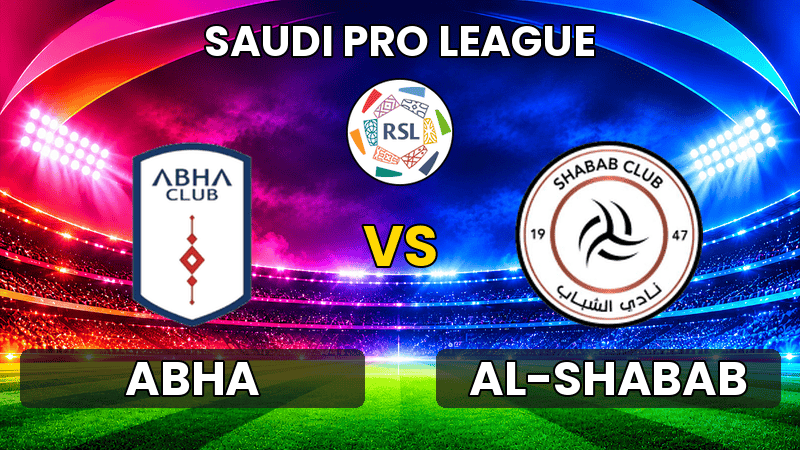 SAUDI PRO LEAGUE
RSL
ABHA
CLUB
VS
SHABAB CLUB
19 47
نادي الشباب
ABHA
AL-SHABAB